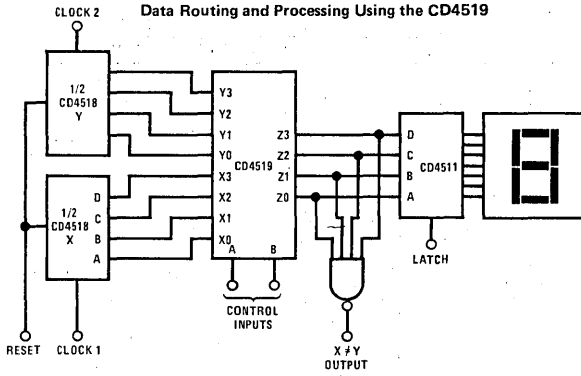 Data Routing and Processing Using the CD4519
CLOCK 2
1/2
CD4518
Y
Y3
Y2
Y1
Y0
X3
X2
X1
X0
CD4519
A
B
Z3
Z2
Z1
Z0
D
C
B
A
CD4511
1/2
CD4518
X
D
C
B
A
LATCH
CONTROL
INPUTS
RESET
CLOCK 1
X ≠ Y
OUTPUT